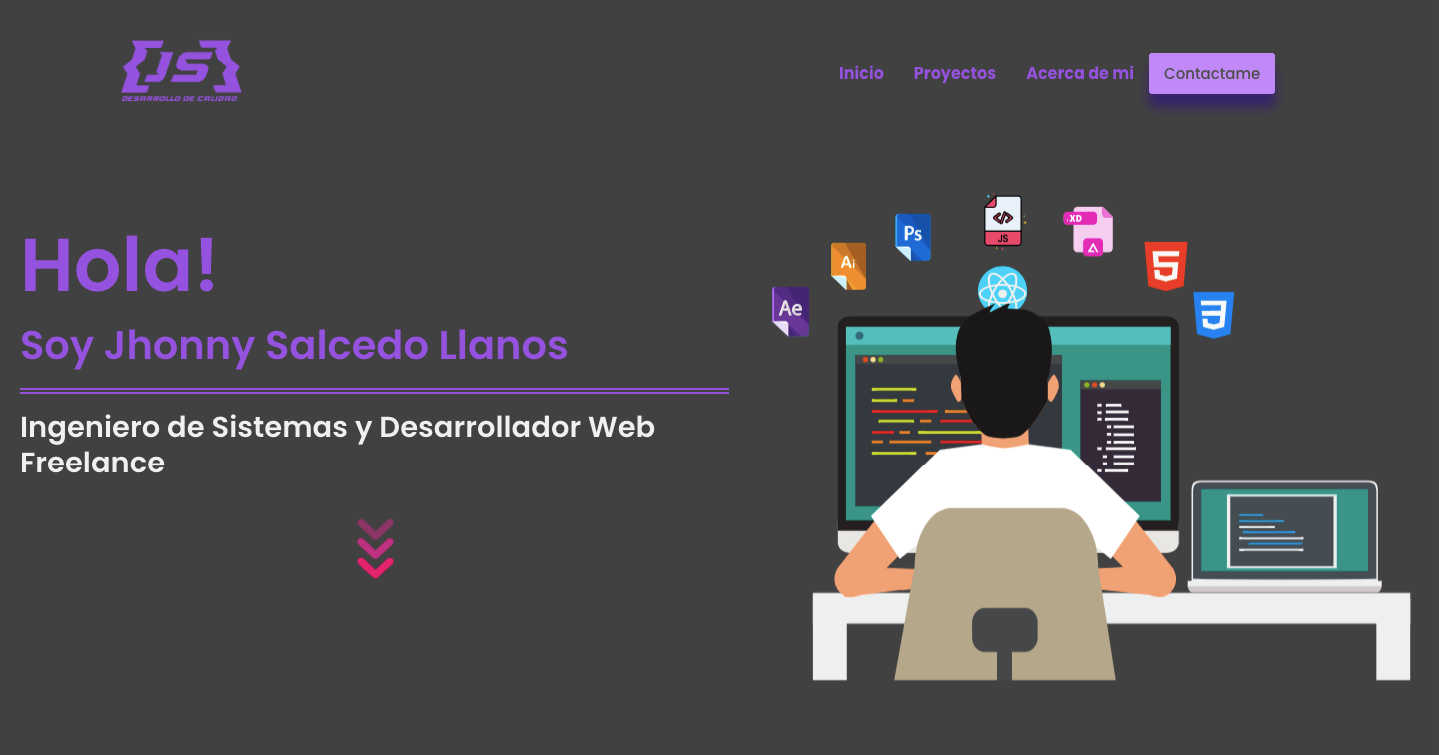 {JS}
DESARROLLO DE CALIDAD
Inicio
Proyectos
Acerca de mi
Contactame
Hola!
Soy Jhonny Salcedo Llanos
Ingeniero de Sistemas y Desarrollador Web
Freelance
Ae
Ai
Ps
</>
JS
XD
5
3